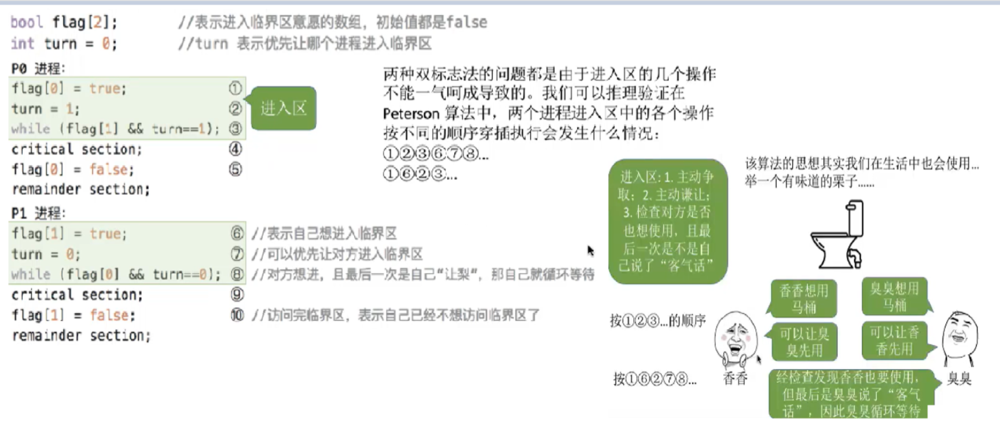 bool flag[2]; //表示进入临界区意愿的数组，初始值都是false
int turn = 0; //turn 表示优先让哪个进程进入临界区
P0 进程：
flag[0] = true; ①
turn = 1; ②
while (flag[1] && turn==1); ③
critical section; ④
flag[0] = false; ⑤
remainder section;
进入区
P1 进程：
flag[1] = true; ⑥ //表示自己想进入临界区
turn = 0; ⑦ //可以优先让对方进入临界区
while (flag[0] && turn==0); ⑧ //对方想进，且最后一次是自己“让梨”，那自己就循环等待
critical section; ⑨
flag[1] = false; ⑩ //访问完临界区，表示自己已经不想访问临界区了
remainder section;
两种双标志法的问题都是由于进入区的几个操作
不能一气呵成导致的。我们可以推理验证在
Peterson 算法中，两个进程进入区中的各个操作
按不同的顺序穿插执行会发生什么情况：
①②③⑥⑦⑧...
①⑥②③...
进入区：1. 主动争
取；2. 主动谦让；
3. 检查对方是否
也想使用，且最
后一次是不是自
己说了“客气话”
该算法的思想其实我们在生活中也会使用...
举一个有味道的栗子......
香香想用
马桶
臭臭想用
马桶
按①②③...的顺序
可以让臭
臭先用
可以让香
香先用
按①⑥②⑦⑧...
香香
臭臭
经检查发现香香也要使用，
但最后是臭臭说了“客气
话”，因此臭臭循环等待